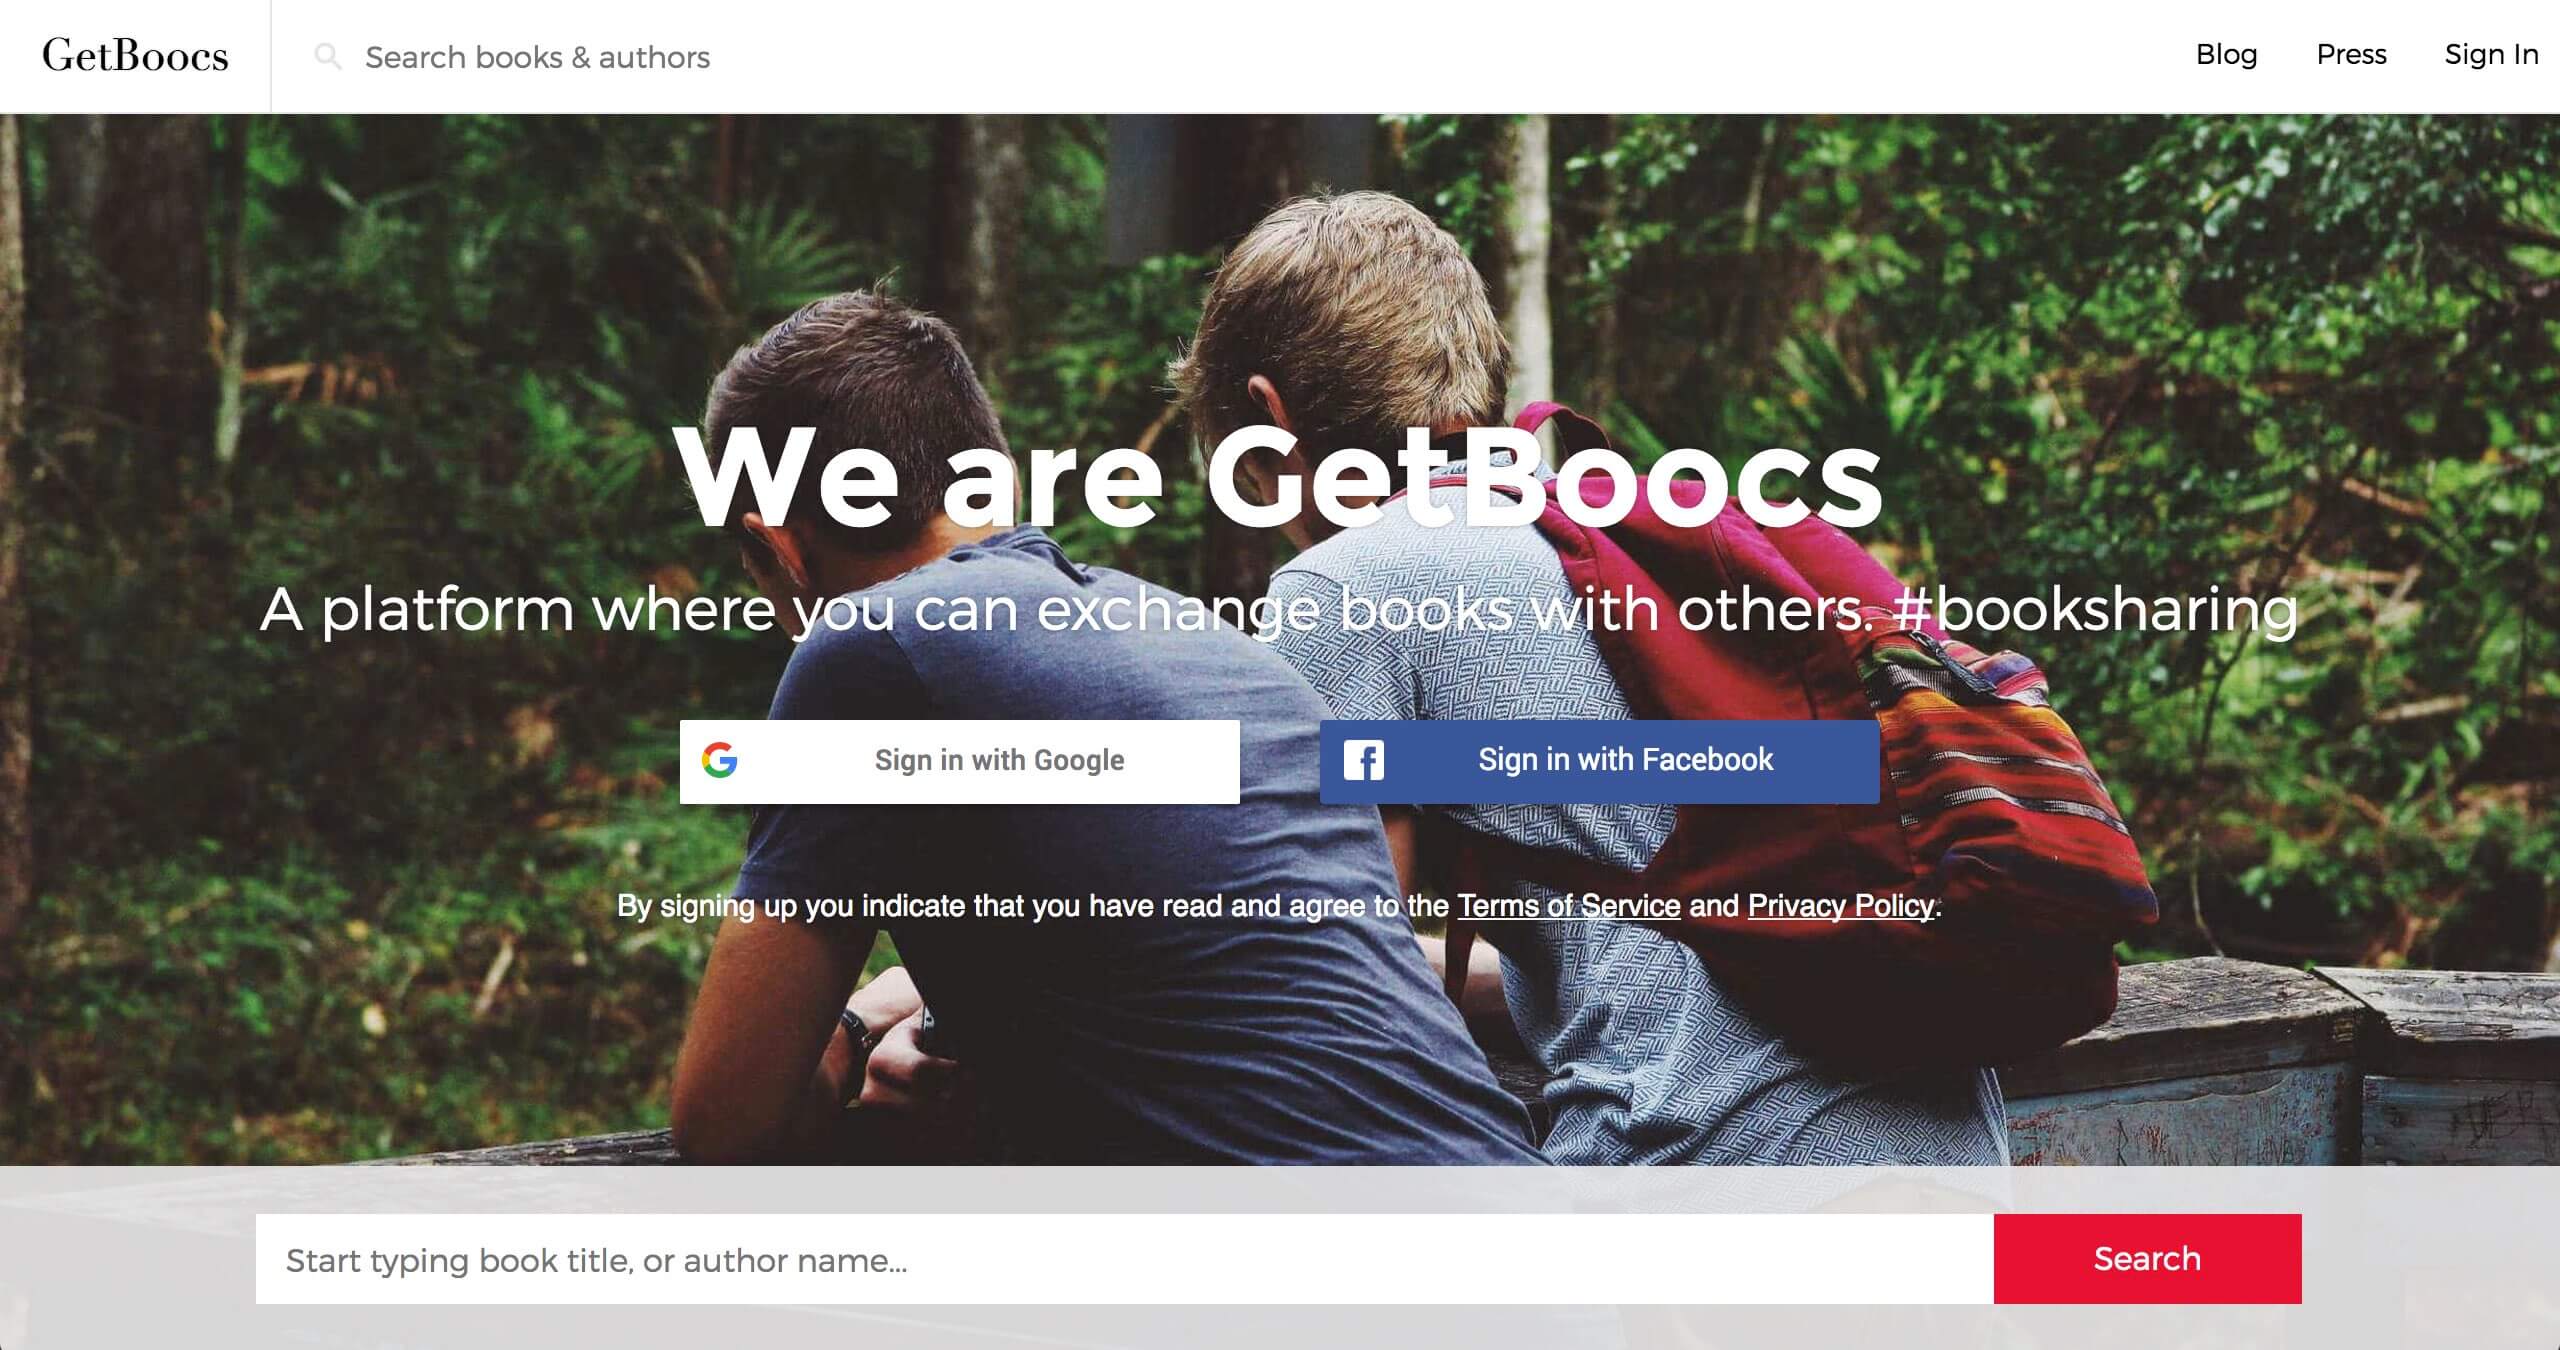 GetBoocs
Search books & authors
Blog
Press
Sign In
We are GetBoocs
A platform where you can exchange books with others. #booksharing
Sign in with Google
Sign in with Facebook
By signing up you indicate that you have read and agree to the Terms of Service and Privacy Policy.
Start typing book title, or author name...
Search